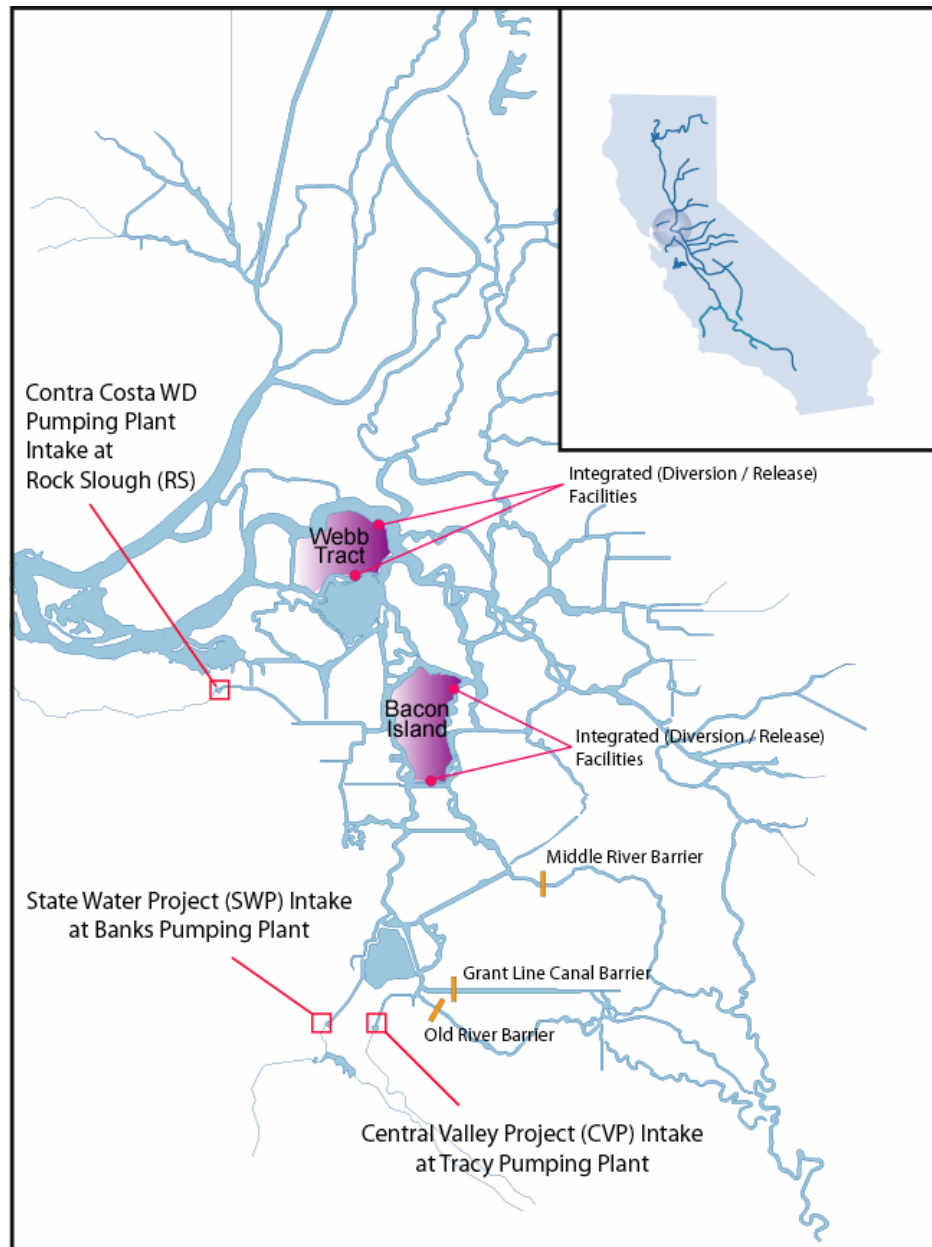 Contra Costa WD
Pumping Plant
Intake at
Rock Slough (RS)
Integrated (Diversion / Release)
Facilities
Webb
Tract
Bacon
Island
Integrated (Diversion / Release)
Facilities
Middle River Barrier
State Water Project (SWP) Intake
at Banks Pumping Plant
Grant Line Canal Barrier
Old River Barrier
Central Valley Project (CVP) Intake
at Tracy Pumping Plant